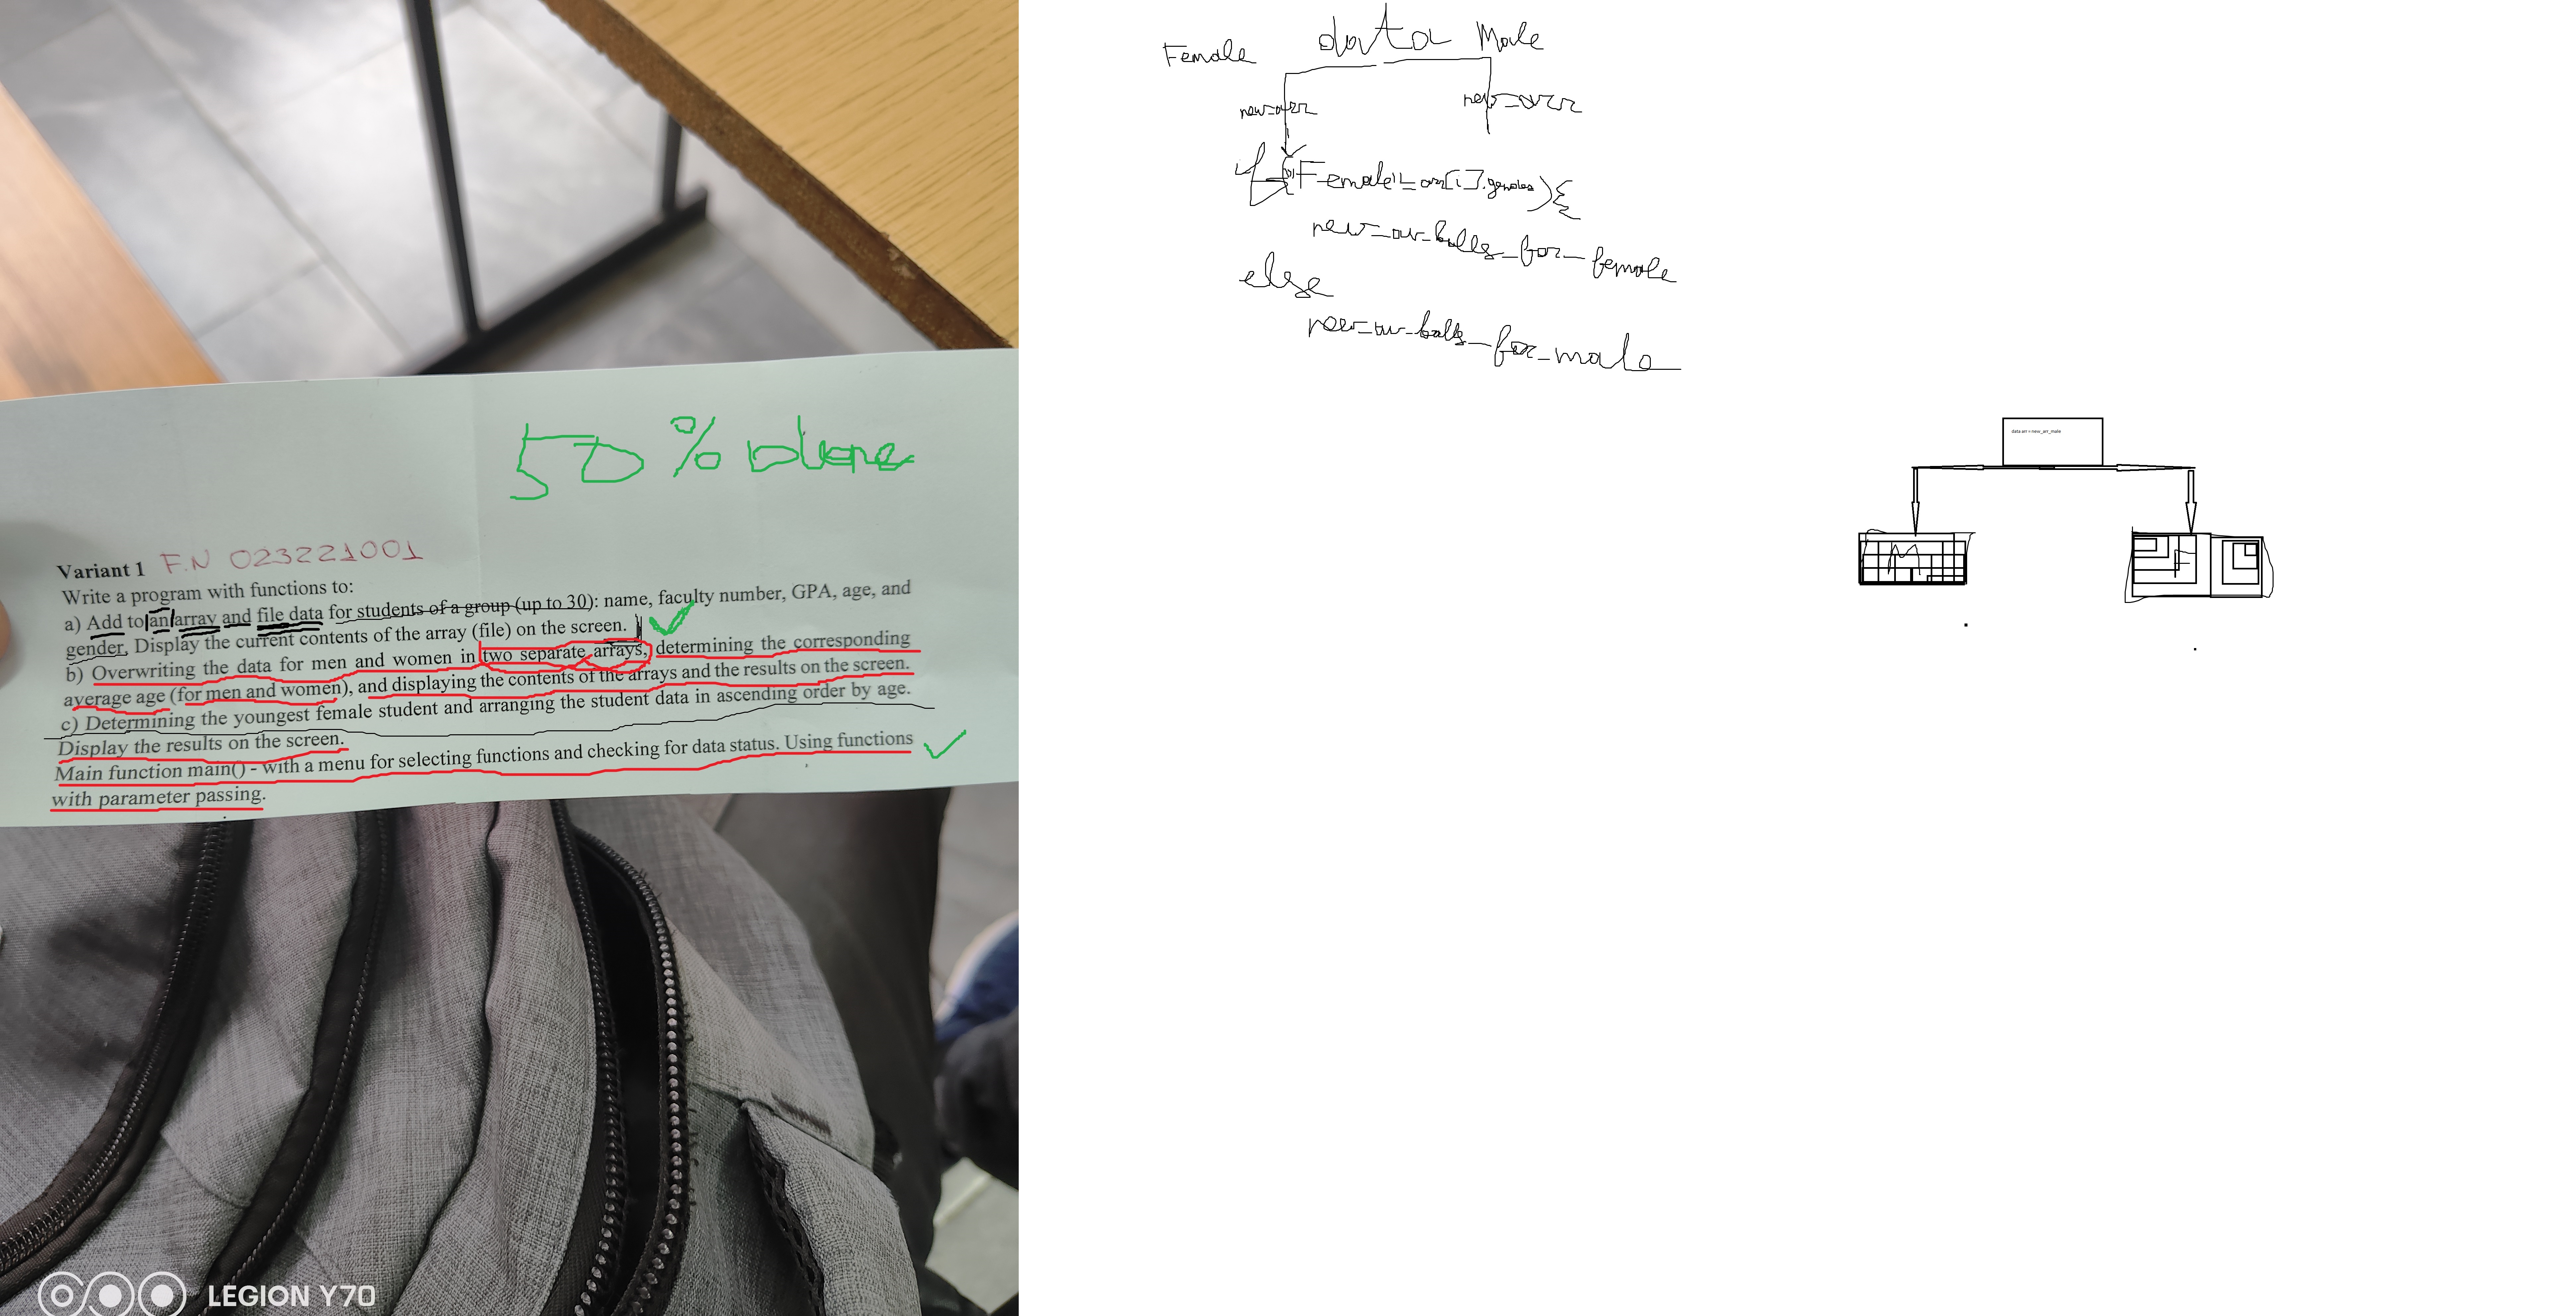 50% done
Variant 1 F.N 023221001
Write a program with functions to:
a) Add to an array and file data for students of a group (up to 30): name, faculty number, GPA, age, and
gender. Display the current contents of the array (file) on the screen.
b) Overwriting the data for men and women in two separate arrays, determining the corresponding
average age (for men and women), and displaying the contents of the arrays and the results on the screen.
c) Determining the youngest female student and arranging the student data in ascending order by age.
Display the results on the screen.
Main function main() - with a menu for selecting functions and checking for data status. Using functions
with parameter passing.
LEGION Y70
Female data Male
new_arr new_arr
else
data arr = new_arr_male
M